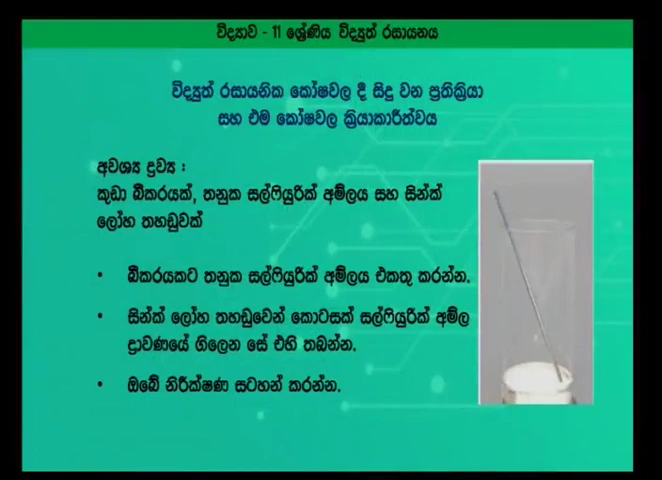 විද්‍යාව - 11 ශ්‍රේණිය විද්‍යුත් රසායනය
විද්‍යුත් රසායනික කෝෂවල දී සිදු වන ප්‍රතික්‍රියා
සහ එම කෝෂවල ක්‍රියාකාරීත්වය
අවශ්‍ය ද්‍රව්‍ය :
කුඩා බීකරයක්, තනුක සල්ෆියුරික් අම්ලය සහ සින්ක්
ලෝහ තහඩුවක්
• බීකරයකට තනුක සල්ෆියුරික් අම්ලය එකතු කරන්න.
• සින්ක් ලෝහ තහඩුවෙන් කොටසක් සල්ෆියුරික් අම්ල
ද්‍රාවණයේ ගිලෙන සේ එහි තබන්න.
• ඔබේ නිරීක්ෂණ සටහන් කරන්න.